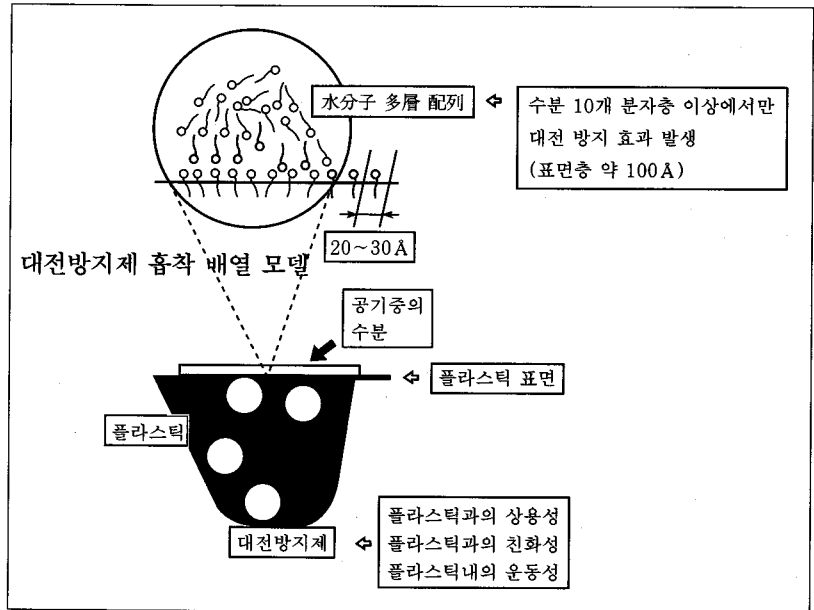 水分子 多層 配列
수분 10개 분자층 이상에서만
대전 방지 효과 발생
(표면층 약 100Å)
20~30Å
대전방지제 흡착 배열 모델
공기중의
수분
플라스틱 표면
플라스틱
대전방지제
플라스틱과의 상용성
플라스틱과의 친화성
플라스틱내의 운동성